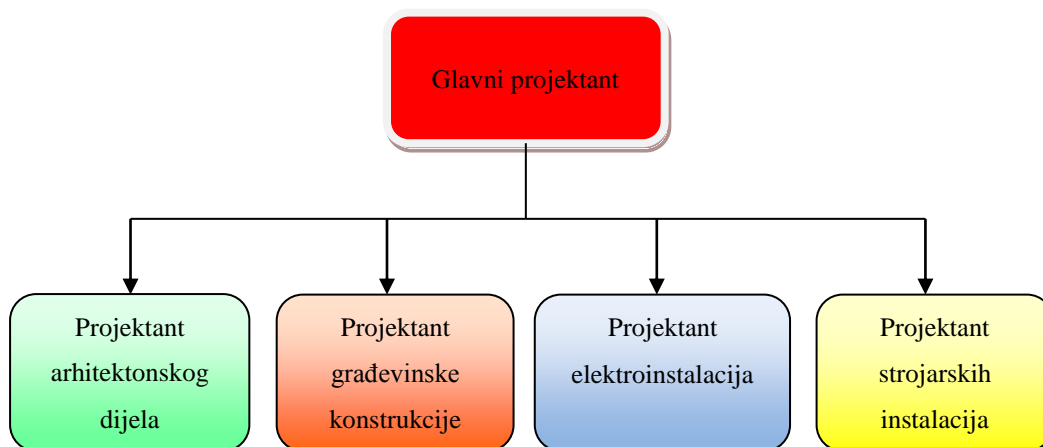 Glavni projektant
Projektant
arhitektonskog
dijela
Projektant
građevinske
konstrukcije
Projektant
elektroinstalacija
Projektant
strojarskih
instalacija